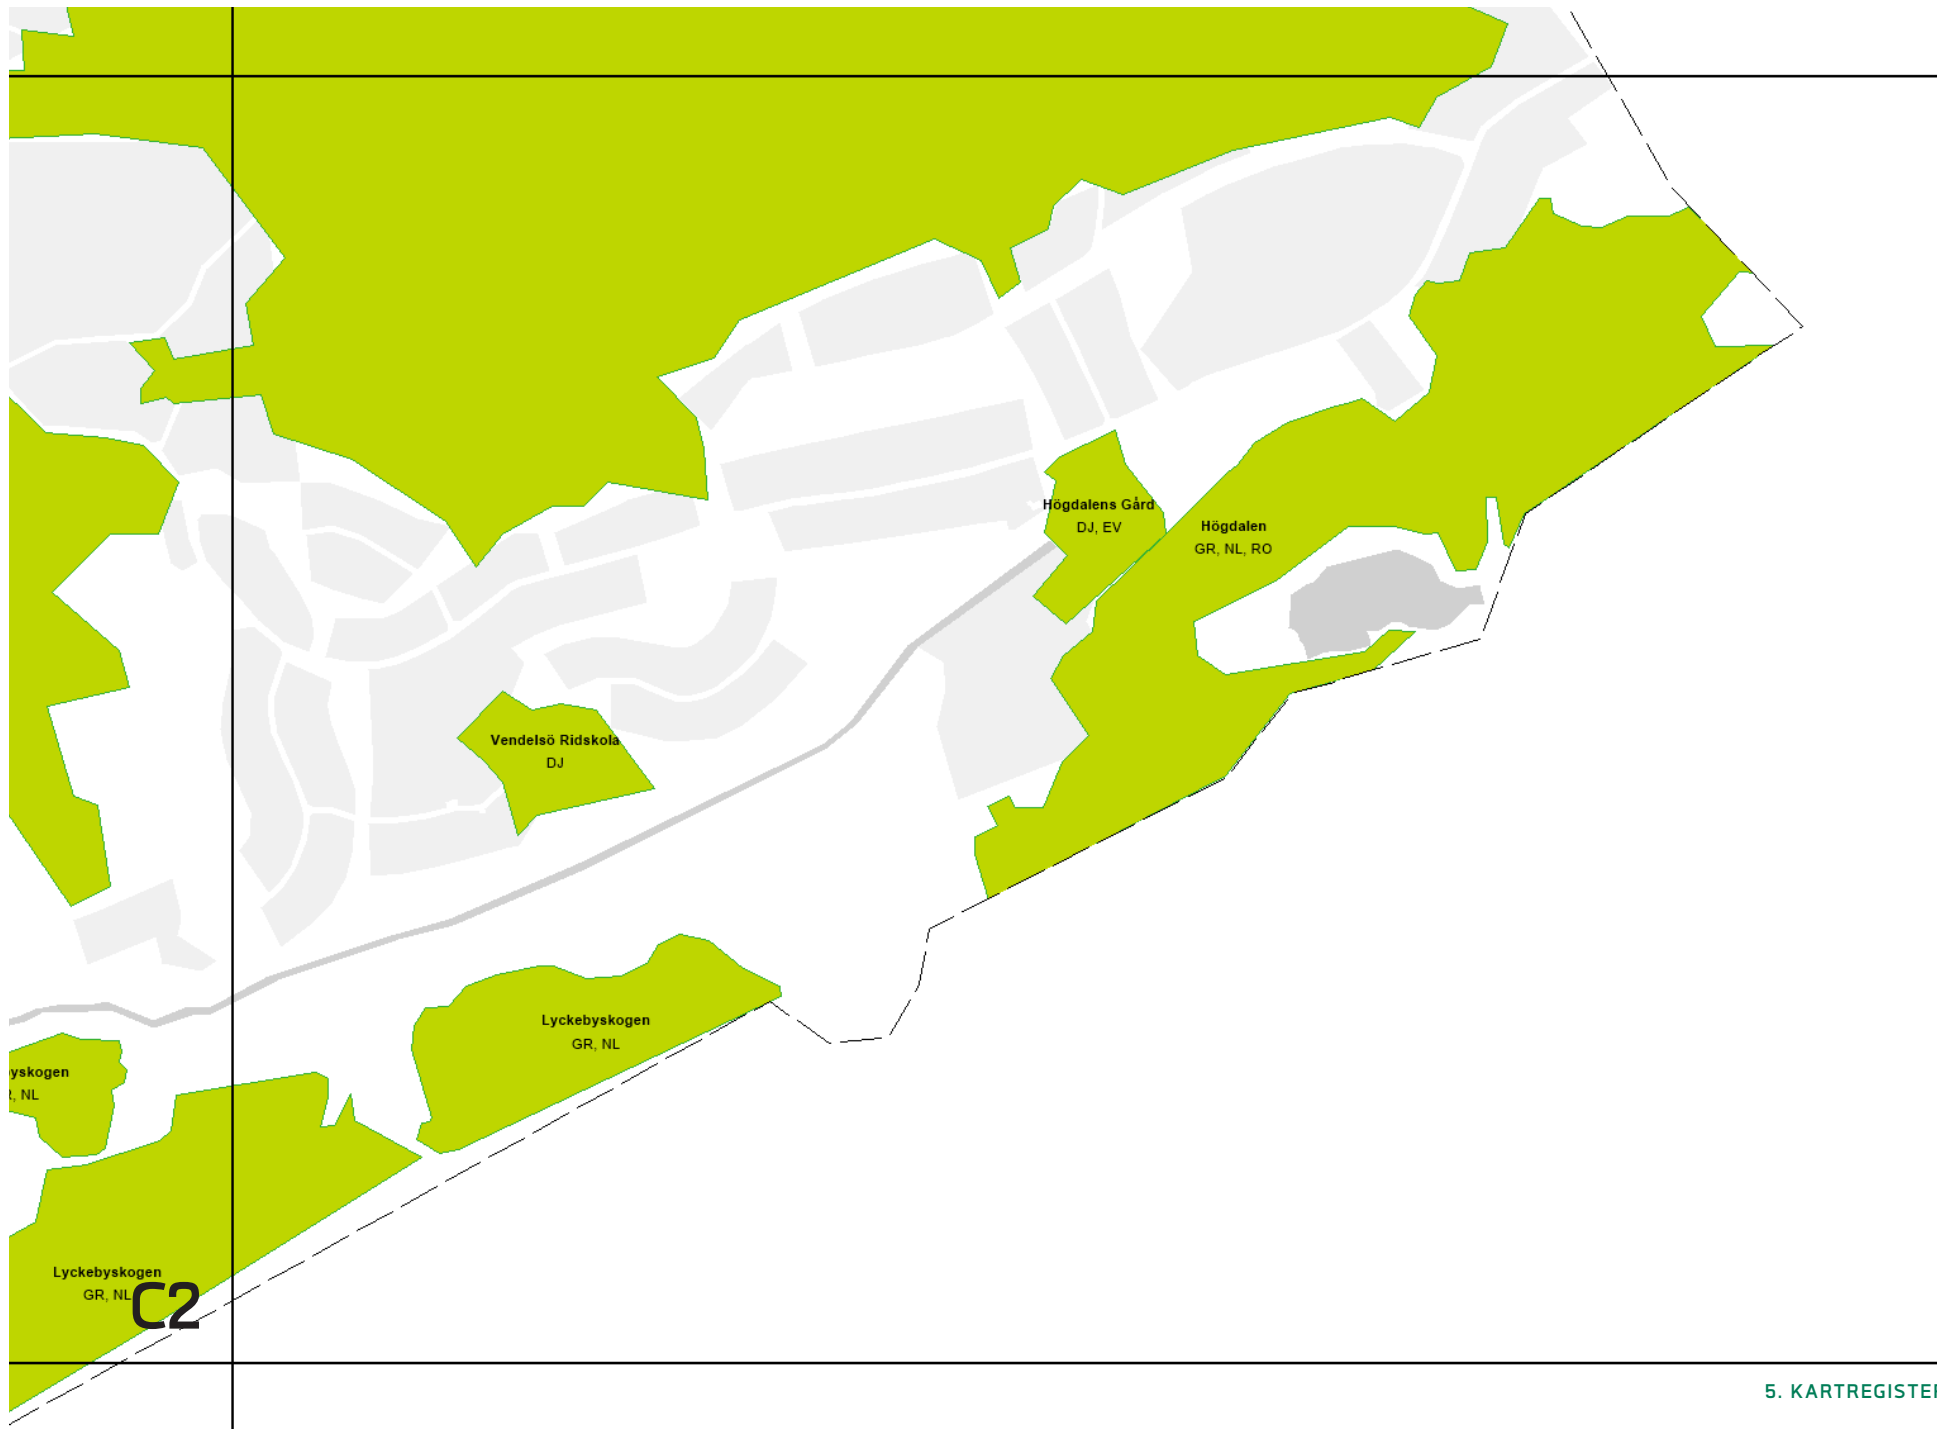 Högdalens Gård
DJ, EV
Högdalen
GR, NL, RO
Vendelsö Ridskola
DJ
Lyckebyskogen
GR, NL
yskogen
, NL
Lyckebyskogen
GR, NL
C2
5. KARTREGISTER